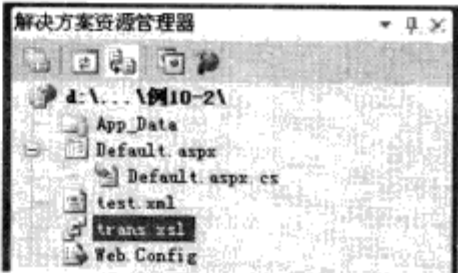 解决方案资源管理器
d:\...\例10-2\
App_Data
Default.aspx
Default.aspx.cs
test.xml
trans.xsl
Web.Config